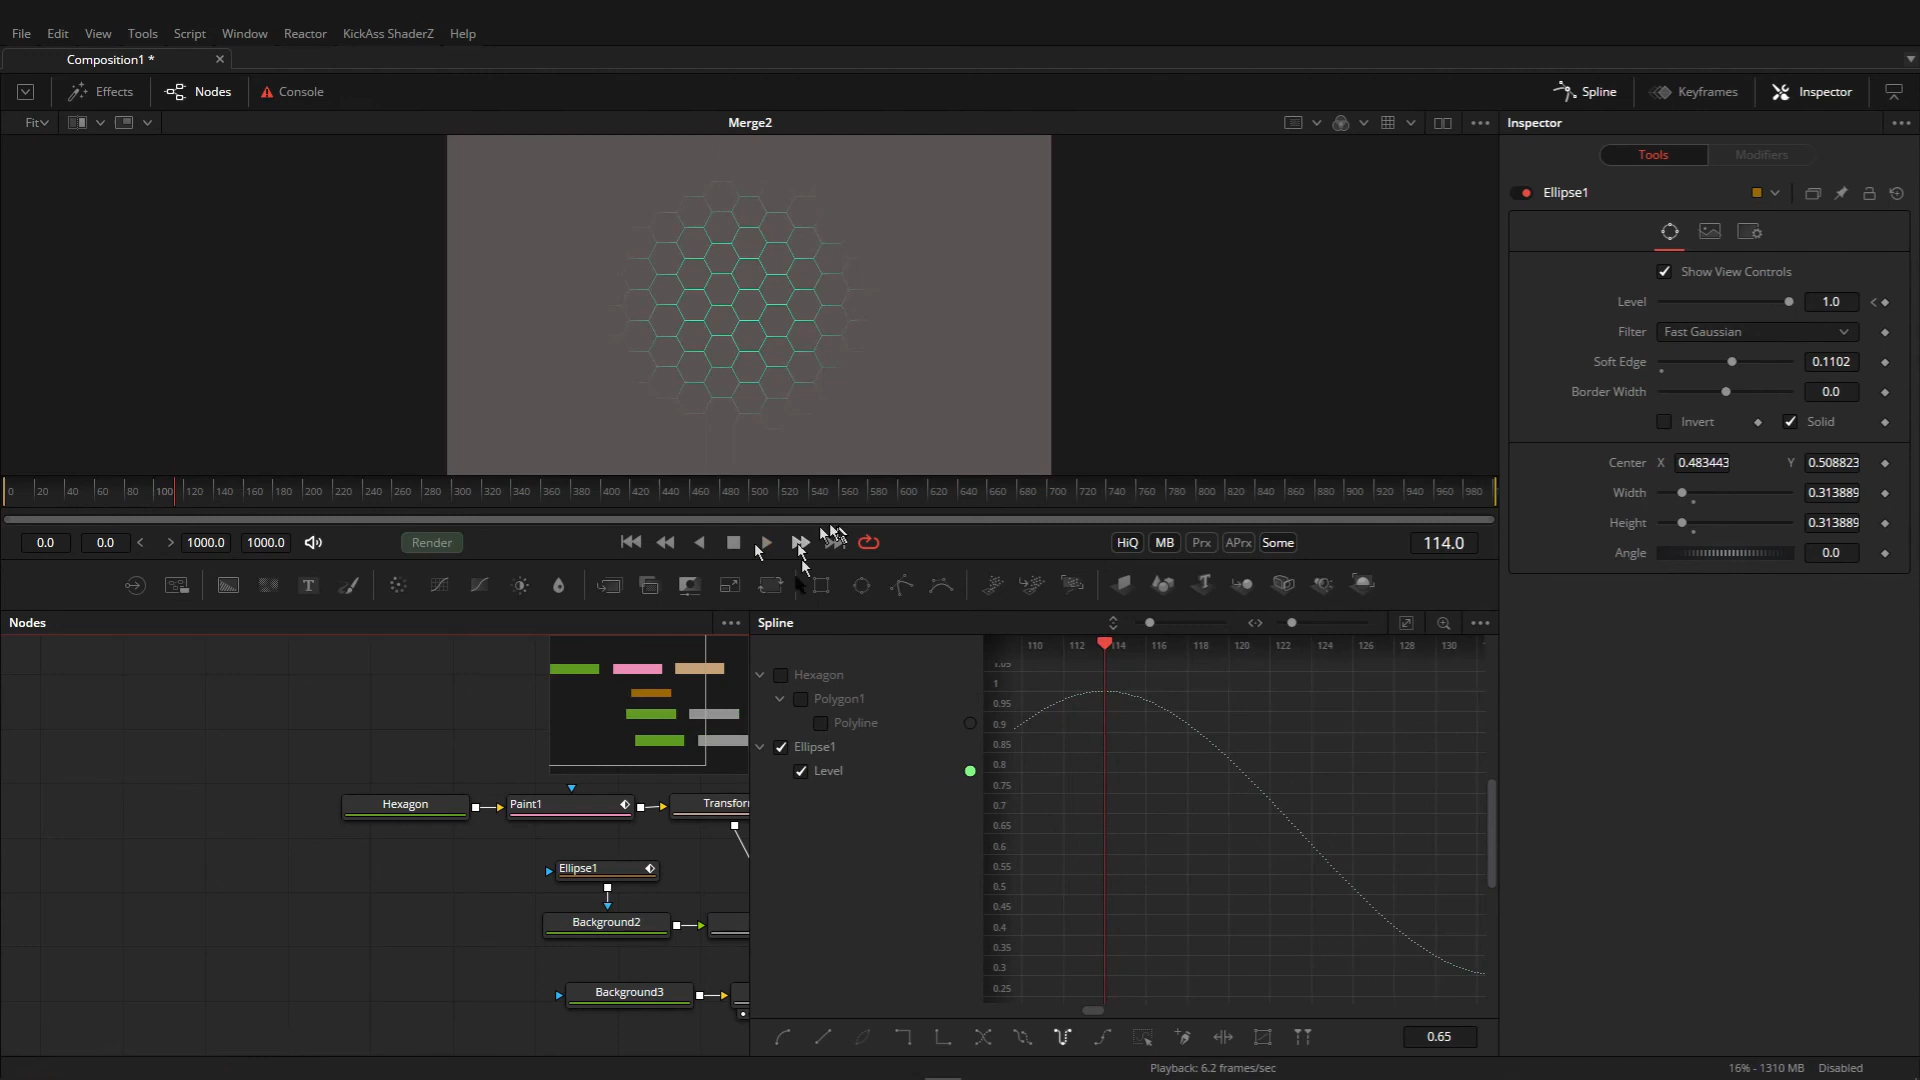 File Edit View Tools Script Window Reactor KickAss ShaderZ Help
Composition1 *
Effects Nodes Console Spline Keyframes Inspector
Fit Merge2 Inspector
Tools Modifiers
Ellipse1
Show View Controls
Level 1.0
Filter Fast Gaussian
Soft Edge 0.1102
Border Width 0.0
Invert Solid
Center X 0.483443 Y 0.508823
Width 0.313889
Height 0.313889
Angle 0.0
0 20 40 60 80 100 120 140 160 180 200 220 240 260 280 300 320 340 360 380 400 420 440 460 480 500 520 540 560 580 600 620 640 660 680 700 720 740 760 780 800 820 840 860 880 900 920 940 960 980
0.0 0.0 1000.0 1000.0 Render HiQ MB Prx APrx Some 114.0
Nodes Spline
110 112 114 116 118 120 122 124 126 128 130
Hexagon
Polygon1
Polyline
Ellipse1
Level
1.05
1
0.95
0.9
0.85
0.8
0.75
0.7
0.65
0.6
0.55
0.5
0.45
0.4
0.35
0.3
0.25
Hexagon Paint1 Transfor
Ellipse1
Background2
Background3
0.65
Playback: 6.2 frames/sec 16% - 1310 MB Disabled